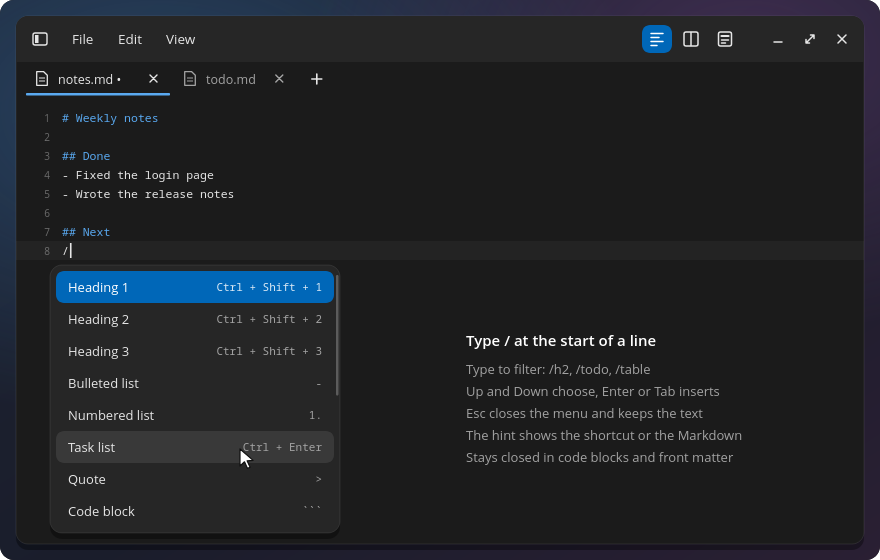 File Edit View
notes.md • todo.md
1 # Weekly notes
2
3 ## Done
4 - Fixed the login page
5 - Wrote the release notes
6
7 ## Next
8 /
Heading 1 Ctrl + Shift + 1
Heading 2 Ctrl + Shift + 2
Heading 3 Ctrl + Shift + 3
Bulleted list -
Numbered list 1.
Task list Ctrl + Enter
Quote >
Code block ```
Type / at the start of a line
Type to filter: /h2, /todo, /table
Up and Down choose, Enter or Tab inserts
Esc closes the menu and keeps the text
The hint shows the shortcut or the Markdown
Stays closed in code blocks and front matter